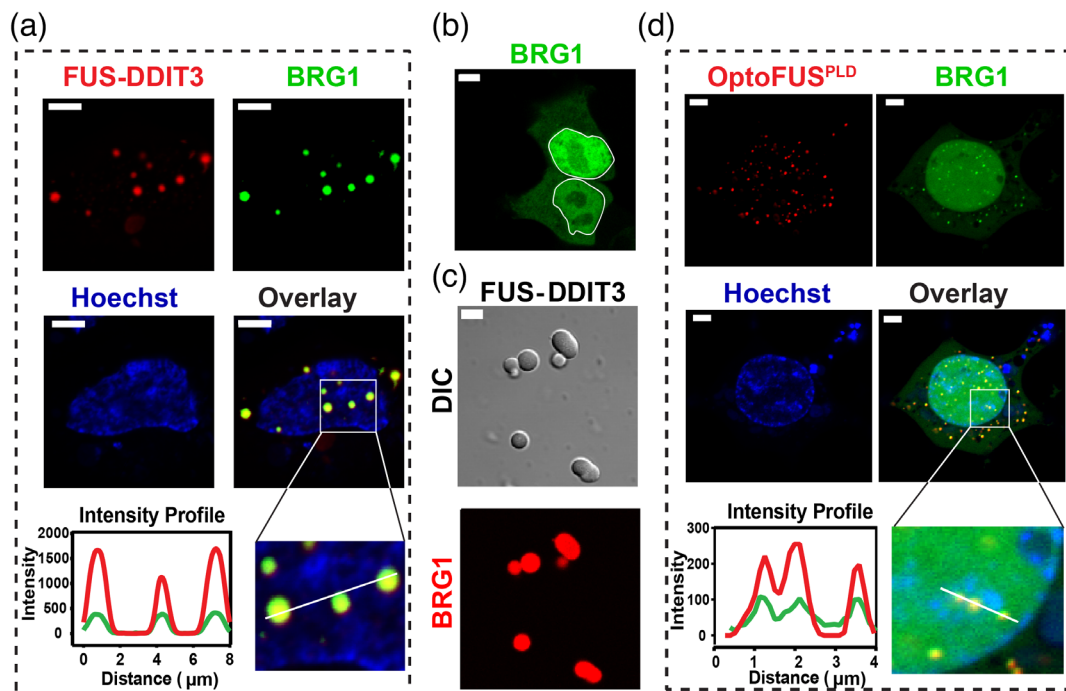 (a)
FUS-DDIT3 BRG1
Hoechst Overlay
Intensity Profile
Intensity
2000
1500
1000
500
0
0 2 4 6 8
Distance ( µm)
(b)
BRG1
(c)
FUS-DDIT3
DIC
BRG1
(d)
OptoFUSPLD BRG1
Hoechst Overlay
Intensity Profile
Intensity
300
200
100
0
0 1 2 3 4
Distance ( µm)